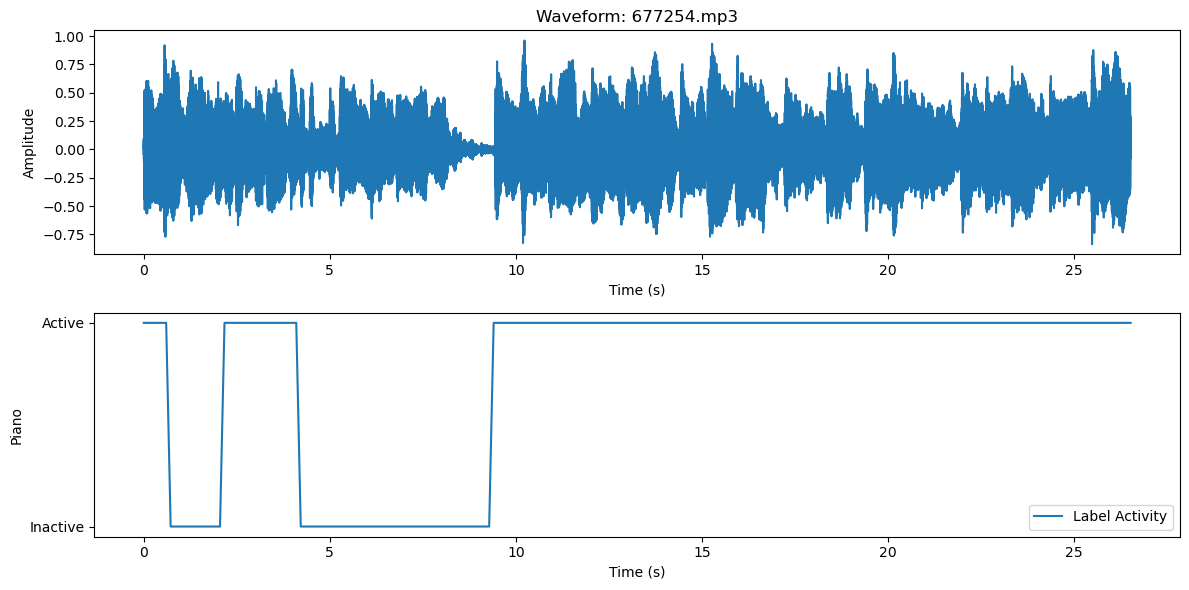 Waveform: 677254.mp3
Amplitude
1.00
0.75
0.50
0.25
0.00
−0.25
−0.50
−0.75
0 5 10 15 20 25
Time (s)
Piano
Active
Inactive
Label Activity
0 5 10 15 20 25
Time (s)